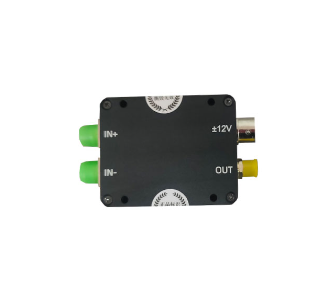 IN+
±12V
IN-
OUT